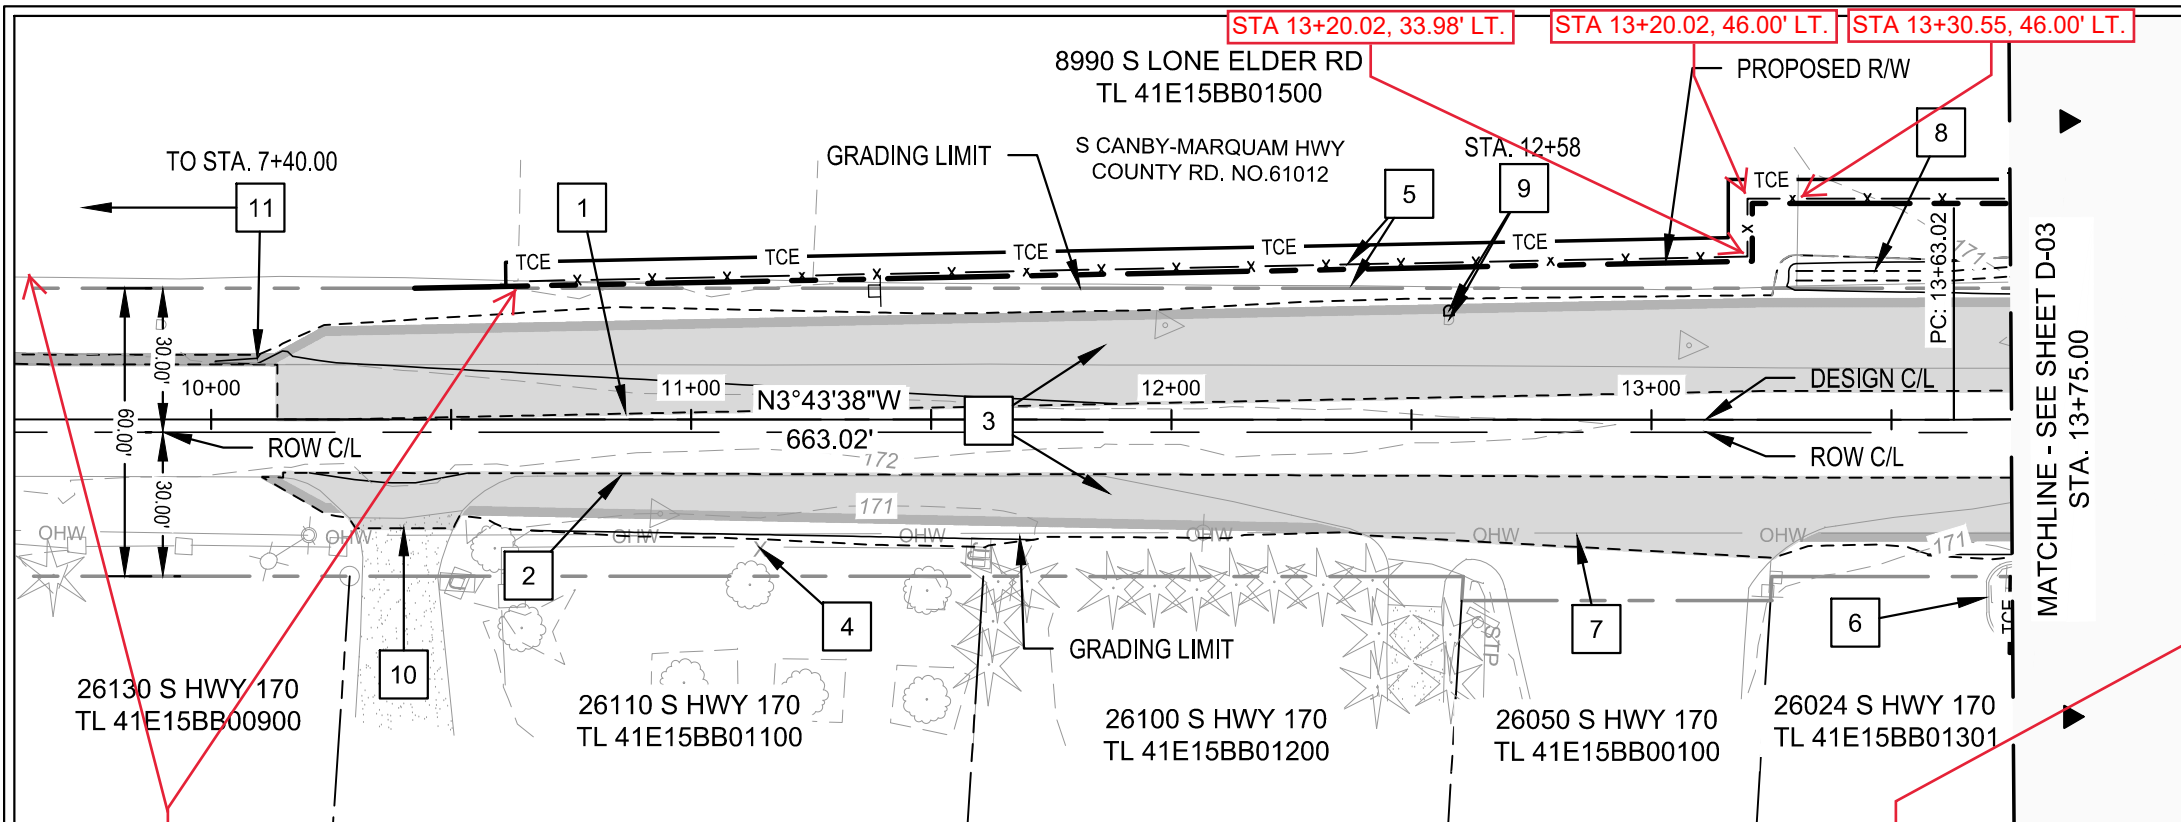 STA 13+20.02, 33.98' LT.
STA 13+20.02, 46.00' LT.
STA 13+30.55, 46.00' LT.
8990 S LONE ELDER RD
TL 41E15BB01500
PROPOSED R/W
S CANBY-MARQUAM HWY
COUNTY RD. NO.61012
GRADING LIMIT
STA. 12+58
TO STA. 7+40.00
11
1
5
9
8
TCE
TCE
TCE
TCE
TCE
TCE
X X X X X X X X X X X X X X X X X X X X
171
PC: 13+63.02
MATCHLINE - SEE SHEET D-03
STA. 13+75.00
30.00'
60.00'
30.00'
10+00
11+00
12+00
13+00
N3°43'38"W
663.02'
3
DESIGN C/L
ROW C/L
ROW C/L
172
171
171
OHW
OHW
OHW
OHW
OHW
OHW
2
4
10
7
6
STP
TCE
GRADING LIMIT
26130 S HWY 170
TL 41E15BB00900
26110 S HWY 170
TL 41E15BB01100
26100 S HWY 170
TL 41E15BB01200
26050 S HWY 170
TL 41E15BB00100
26024 S HWY 170
TL 41E15BB01301